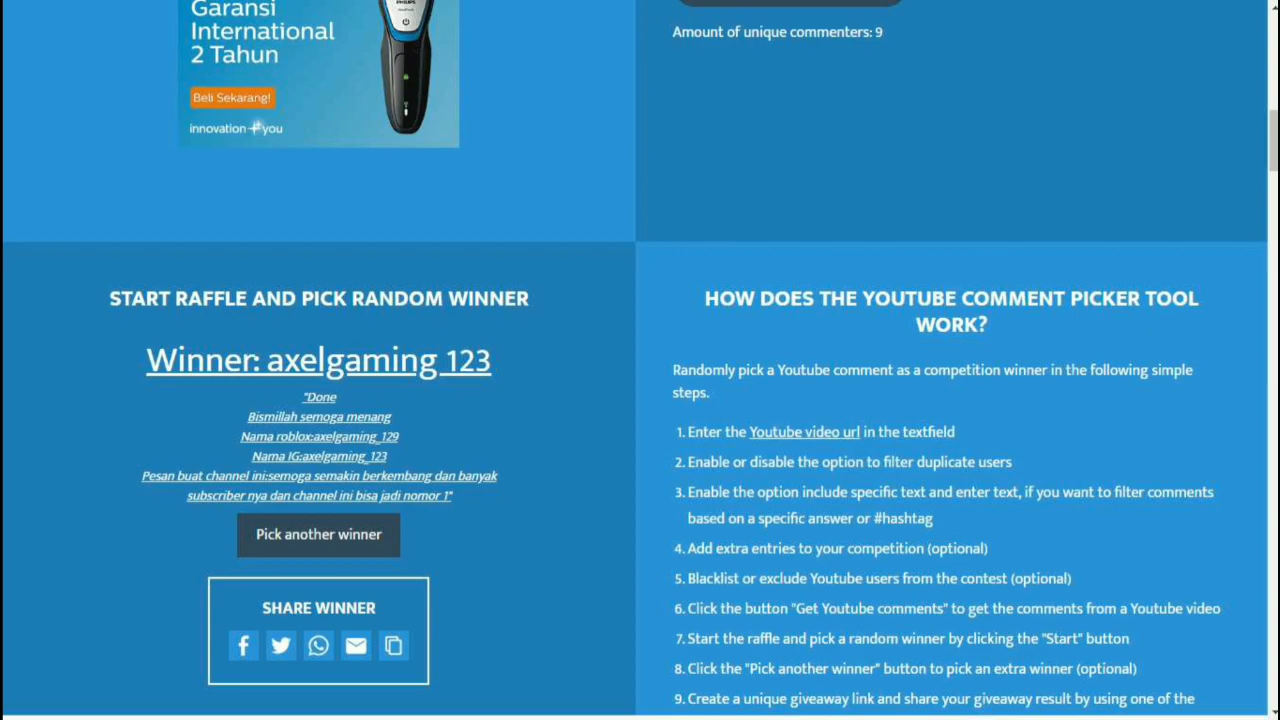 Garansi
International
2 Tahun
Beli Sekarang!
innovation + you
PHILIPS
Amount of unique commenters: 9
START RAFFLE AND PICK RANDOM WINNER
Winner: axelgaming 123
"Done
Bismillah semoga menang
Nama roblox:axelgaming_129
Nama IG:axelgaming_123
Pesan buat channel ini:semoga semakin berkembang dan banyak
subscriber nya dan channel ini bisa jadi nomor 1"
Pick another winner
SHARE WINNER
HOW DOES THE YOUTUBE COMMENT PICKER TOOL
WORK?
Randomly pick a Youtube comment as a competition winner in the following simple
steps.
1. Enter the Youtube video url in the textfield
2. Enable or disable the option to filter duplicate users
3. Enable the option include specific text and enter text, if you want to filter comments
based on a specific answer or #hashtag
4. Add extra entries to your competition (optional)
5. Blacklist or exclude Youtube users from the contest (optional)
6. Click the button "Get Youtube comments" to get the comments from a Youtube video
7. Start the raffle and pick a random winner by clicking the "Start" button
8. Click the "Pick another winner" button to pick an extra winner (optional)
9. Create a unique giveaway link and share your giveaway result by using one of the